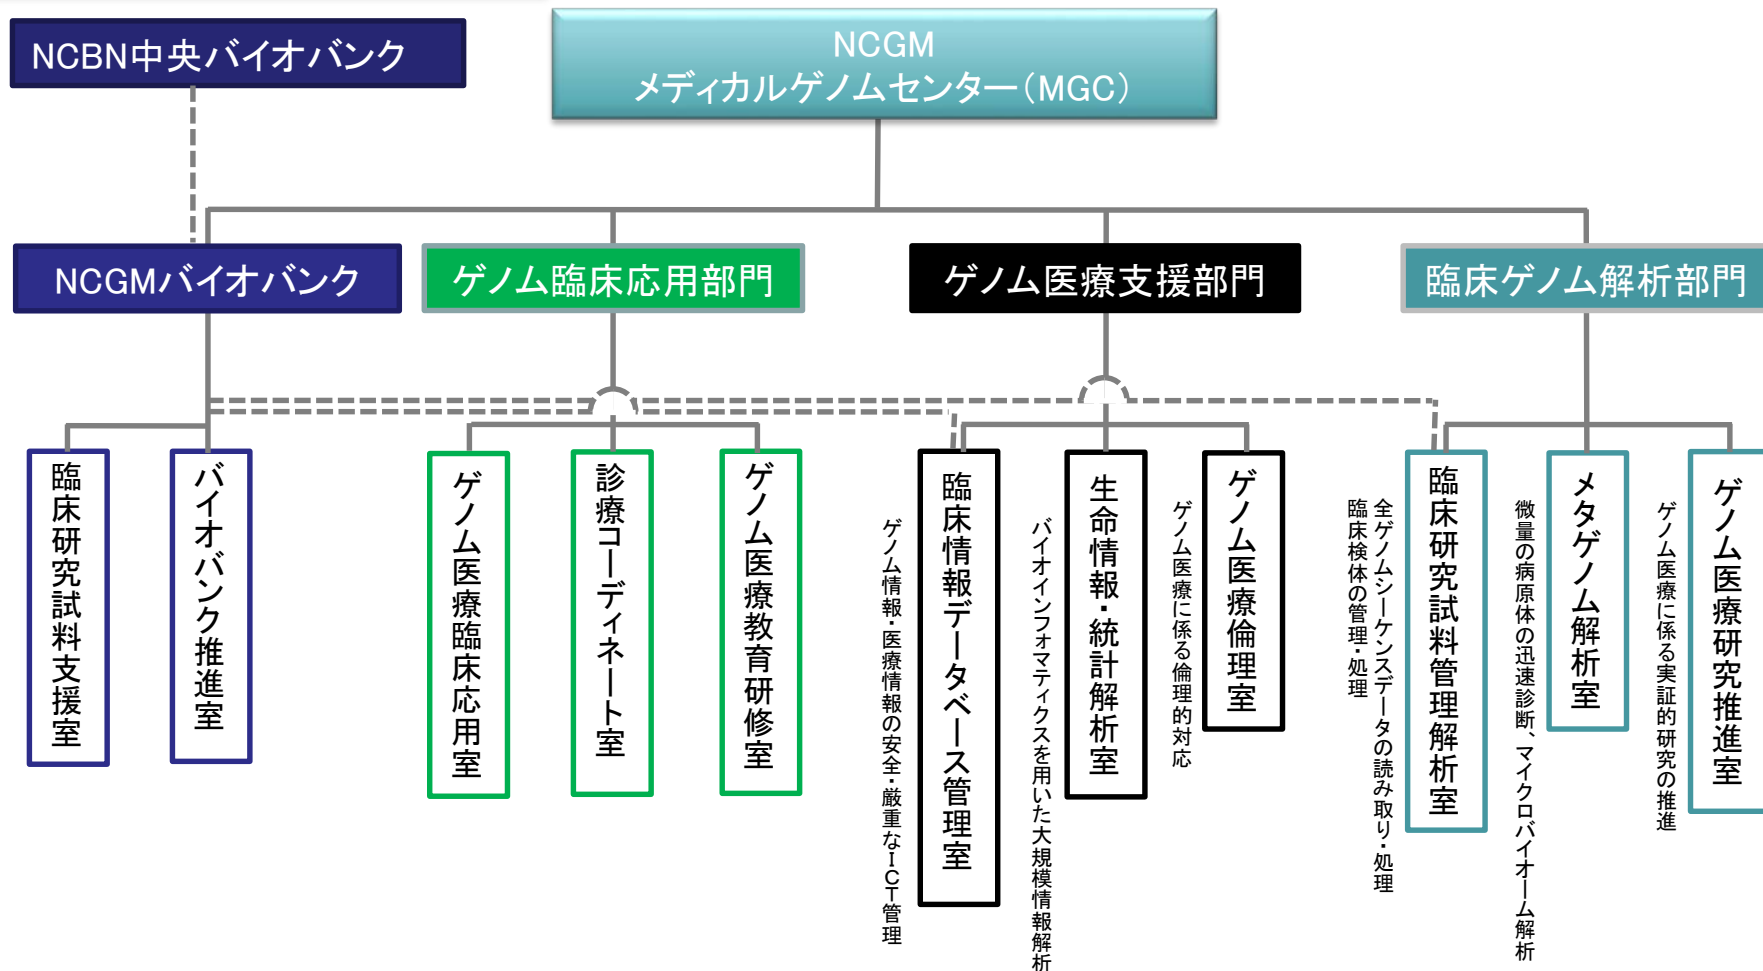 NCBN中央バイオバンク
NCGM
メディカルゲノムセンター（MGC）
NCGMバイオバンク
ゲノム臨床応用部門
ゲノム医療支援部門
臨床ゲノム解析部門
臨床研究試料支援室
バイオバンク推進室
ゲノム医療臨床応用室
診療コーディネート室
ゲノム医療教育研修室
臨床情報データベース管理室
ゲノム情報・医療情報の安全・厳重なＩＣＴ管理
生命情報・統計解析室
バイオインフォマティクスを用いた大規模情報解析
ゲノム医療倫理室
ゲノム医療に係る倫理的対応
臨床研究試料管理解析室
全ゲノムシーケンスデータの読み取り・処理
臨床検体の管理・処理
メタゲノム解析室
微量の病原体の迅速診断、マイクロバイオーム解析
ゲノム医療研究推進室
ゲノム医療に係る実証的研究の推進